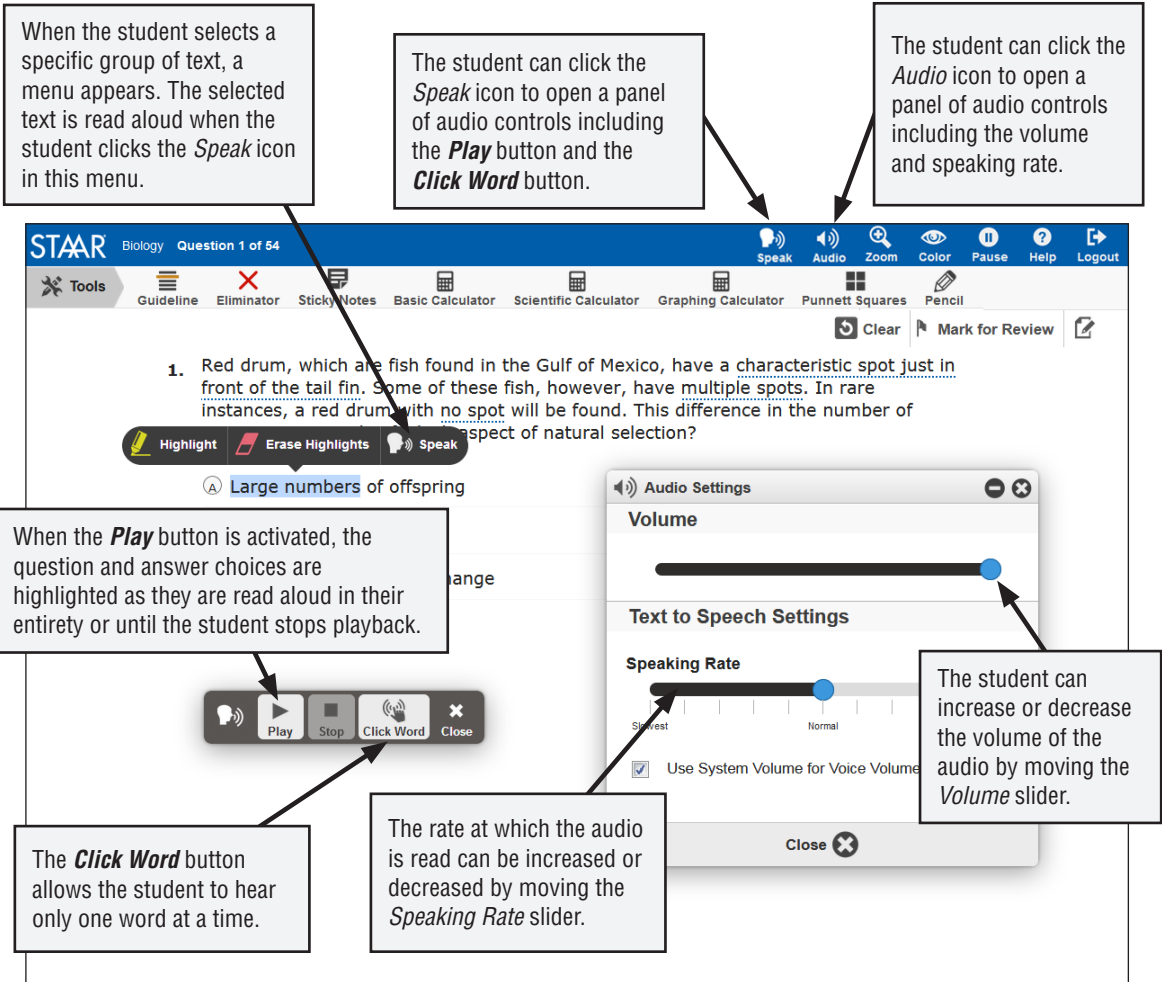 When the student selects a
specific group of text, a
menu appears. The selected
text is read aloud when the
student clicks the Speak icon
in this menu.
The student can click the
Speak icon to open a panel
of audio controls including
the Play button and the
Click Word button.
The student can click the
Audio icon to open a
panel of audio controls
including the volume
and speaking rate.
STAAR Biology Question 1 of 54
Speak Audio Zoom Color Pause Help Logout
Tools Guideline Eliminator Sticky Notes Basic Calculator Scientific Calculator Graphing Calculator Punnett Squares Pencil
Clear Mark for Review
1. Red drum, which are fish found in the Gulf of Mexico, have a characteristic spot just in
front of the tail fin. Some of these fish, however, have multiple spots. In rare
instances, a red drum with no spot will be found. This difference in the number of
aspect of natural selection?
Highlight Erase Highlights Speak
A Large numbers of offspring
When the Play button is activated, the
question and answer choices are
highlighted as they are read aloud in their
entirety or until the student stops playback.
ange
Play Stop Click Word Close
The Click Word button
allows the student to hear
only one word at a time.
Audio Settings
Volume
Text to Speech Settings
Speaking Rate
Slowest Normal
Use System Volume for Voice Volume
Close
The student can
increase or decrease
the volume of the
audio by moving the
Volume slider.
The rate at which the audio
is read can be increased or
decreased by moving the
Speaking Rate slider.